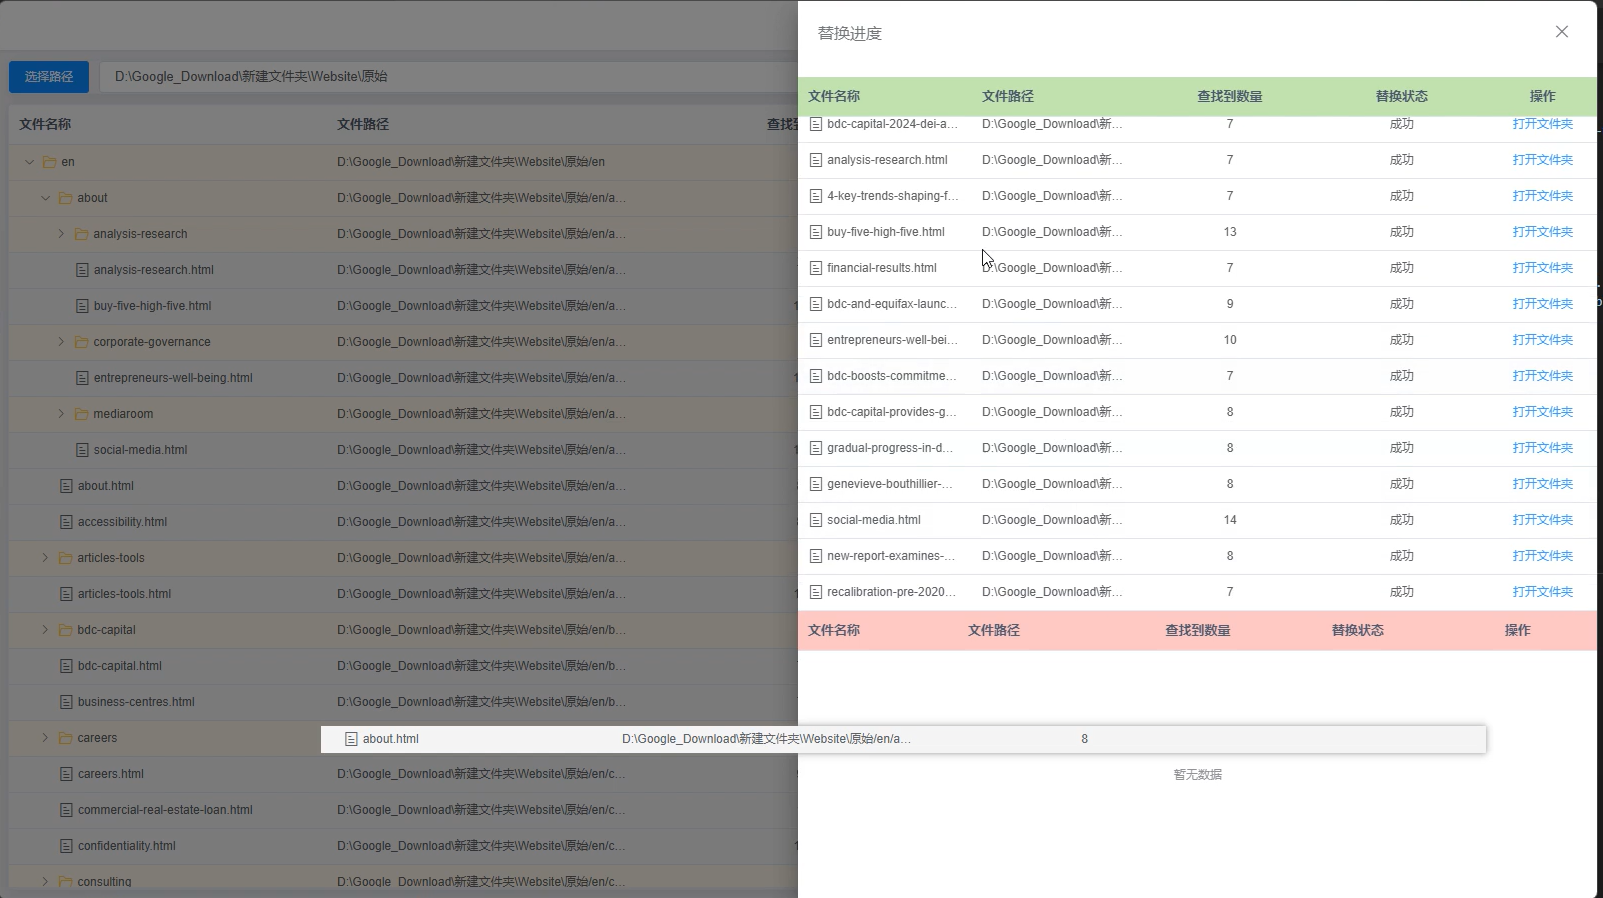 替换进度
选择路径
D:\Google_Download\新建文件夹\Website\原始
文件名称 文件路径 查找到
en D:\Google_Download\新建文件夹\Website\原始/en
about D:\Google_Download\新建文件夹\Website\原始/en/a...
analysis-research D:\Google_Download\新建文件夹\Website\原始/en/a...
analysis-research.html D:\Google_Download\新建文件夹\Website\原始/en/a...
buy-five-high-five.html D:\Google_Download\新建文件夹\Website\原始/en/a...
corporate-governance D:\Google_Download\新建文件夹\Website\原始/en/a...
entrepreneurs-well-being.html D:\Google_Download\新建文件夹\Website\原始/en/a...
mediaroom D:\Google_Download\新建文件夹\Website\原始/en/a...
social-media.html D:\Google_Download\新建文件夹\Website\原始/en/a...
about.html D:\Google_Download\新建文件夹\Website\原始/en/a...
accessibility.html D:\Google_Download\新建文件夹\Website\原始/en/a...
articles-tools D:\Google_Download\新建文件夹\Website\原始/en/a...
articles-tools.html D:\Google_Download\新建文件夹\Website\原始/en/a...
bdc-capital D:\Google_Download\新建文件夹\Website\原始/en/b...
bdc-capital.html D:\Google_Download\新建文件夹\Website\原始/en/b...
business-centres.html D:\Google_Download\新建文件夹\Website\原始/en/b...
careers
careers.html D:\Google_Download\新建文件夹\Website\原始/en/c...
commercial-real-estate-loan.html D:\Google_Download\新建文件夹\Website\原始/en/c...
confidentiality.html D:\Google_Download\新建文件夹\Website\原始/en/c...
consulting D:\Google_Download\新建文件夹\Website\原始/en/c...
文件名称 文件路径 查找到数量 替换状态 操作
bdc-capital-2024-dei-a... D:\Google_Download\新... 7 成功 打开文件夹
analysis-research.html D:\Google_Download\新... 7 成功 打开文件夹
4-key-trends-shaping-f... D:\Google_Download\新... 7 成功 打开文件夹
buy-five-high-five.html D:\Google_Download\新... 13 成功 打开文件夹
financial-results.html D:\Google_Download\新... 7 成功 打开文件夹
bdc-and-equifax-launc... D:\Google_Download\新... 9 成功 打开文件夹
entrepreneurs-well-bei... D:\Google_Download\新... 10 成功 打开文件夹
bdc-boosts-commitme... D:\Google_Download\新... 7 成功 打开文件夹
bdc-capital-provides-g... D:\Google_Download\新... 8 成功 打开文件夹
gradual-progress-in-d... D:\Google_Download\新... 8 成功 打开文件夹
genevieve-bouthillier-... D:\Google_Download\新... 8 成功 打开文件夹
social-media.html D:\Google_Download\新... 14 成功 打开文件夹
new-report-examines-... D:\Google_Download\新... 8 成功 打开文件夹
recalibration-pre-2020... D:\Google_Download\新... 7 成功 打开文件夹
文件名称 文件路径 查找到数量 替换状态 操作
about.html D:\Google_Download\新建文件夹\Website\原始/en/a... 8
暂无数据